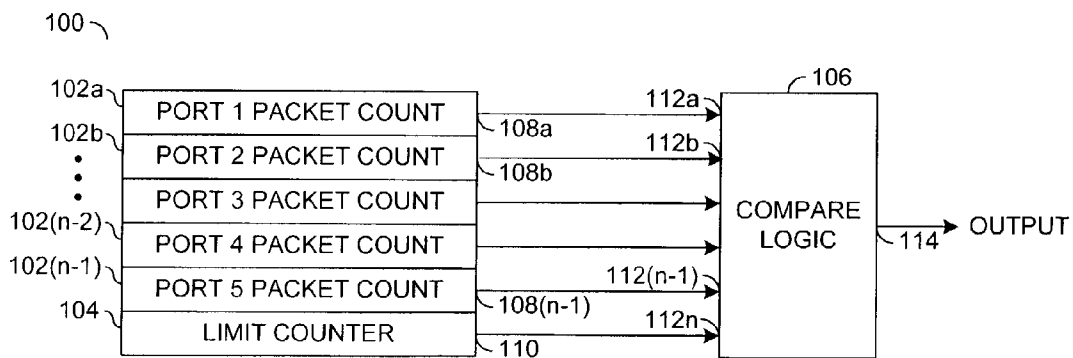 100
102a PORT 1 PACKET COUNT 108a 112a 106
102b PORT 2 PACKET COUNT 108b 112b
PORT 3 PACKET COUNT
102(n-2) PORT 4 PACKET COUNT
COMPARE LOGIC 114 OUTPUT
102(n-1) PORT 5 PACKET COUNT 108(n-1) 112(n-1)
104 LIMIT COUNTER 110 112n